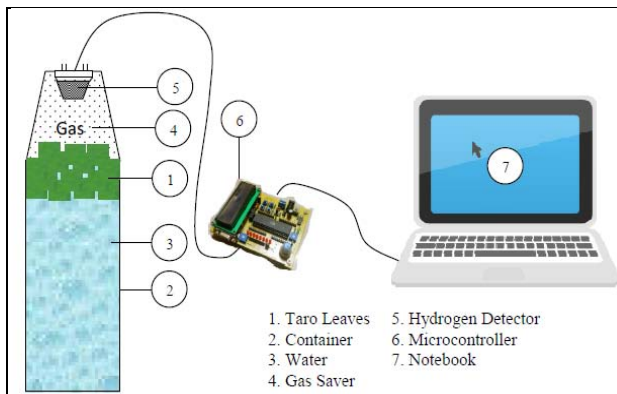 5
6
Gas
4
7
1
3
2
1. Taro Leaves
2. Container
3. Water
4. Gas Saver
5. Hydrogen Detector
6. Microcontroller
7. Notebook